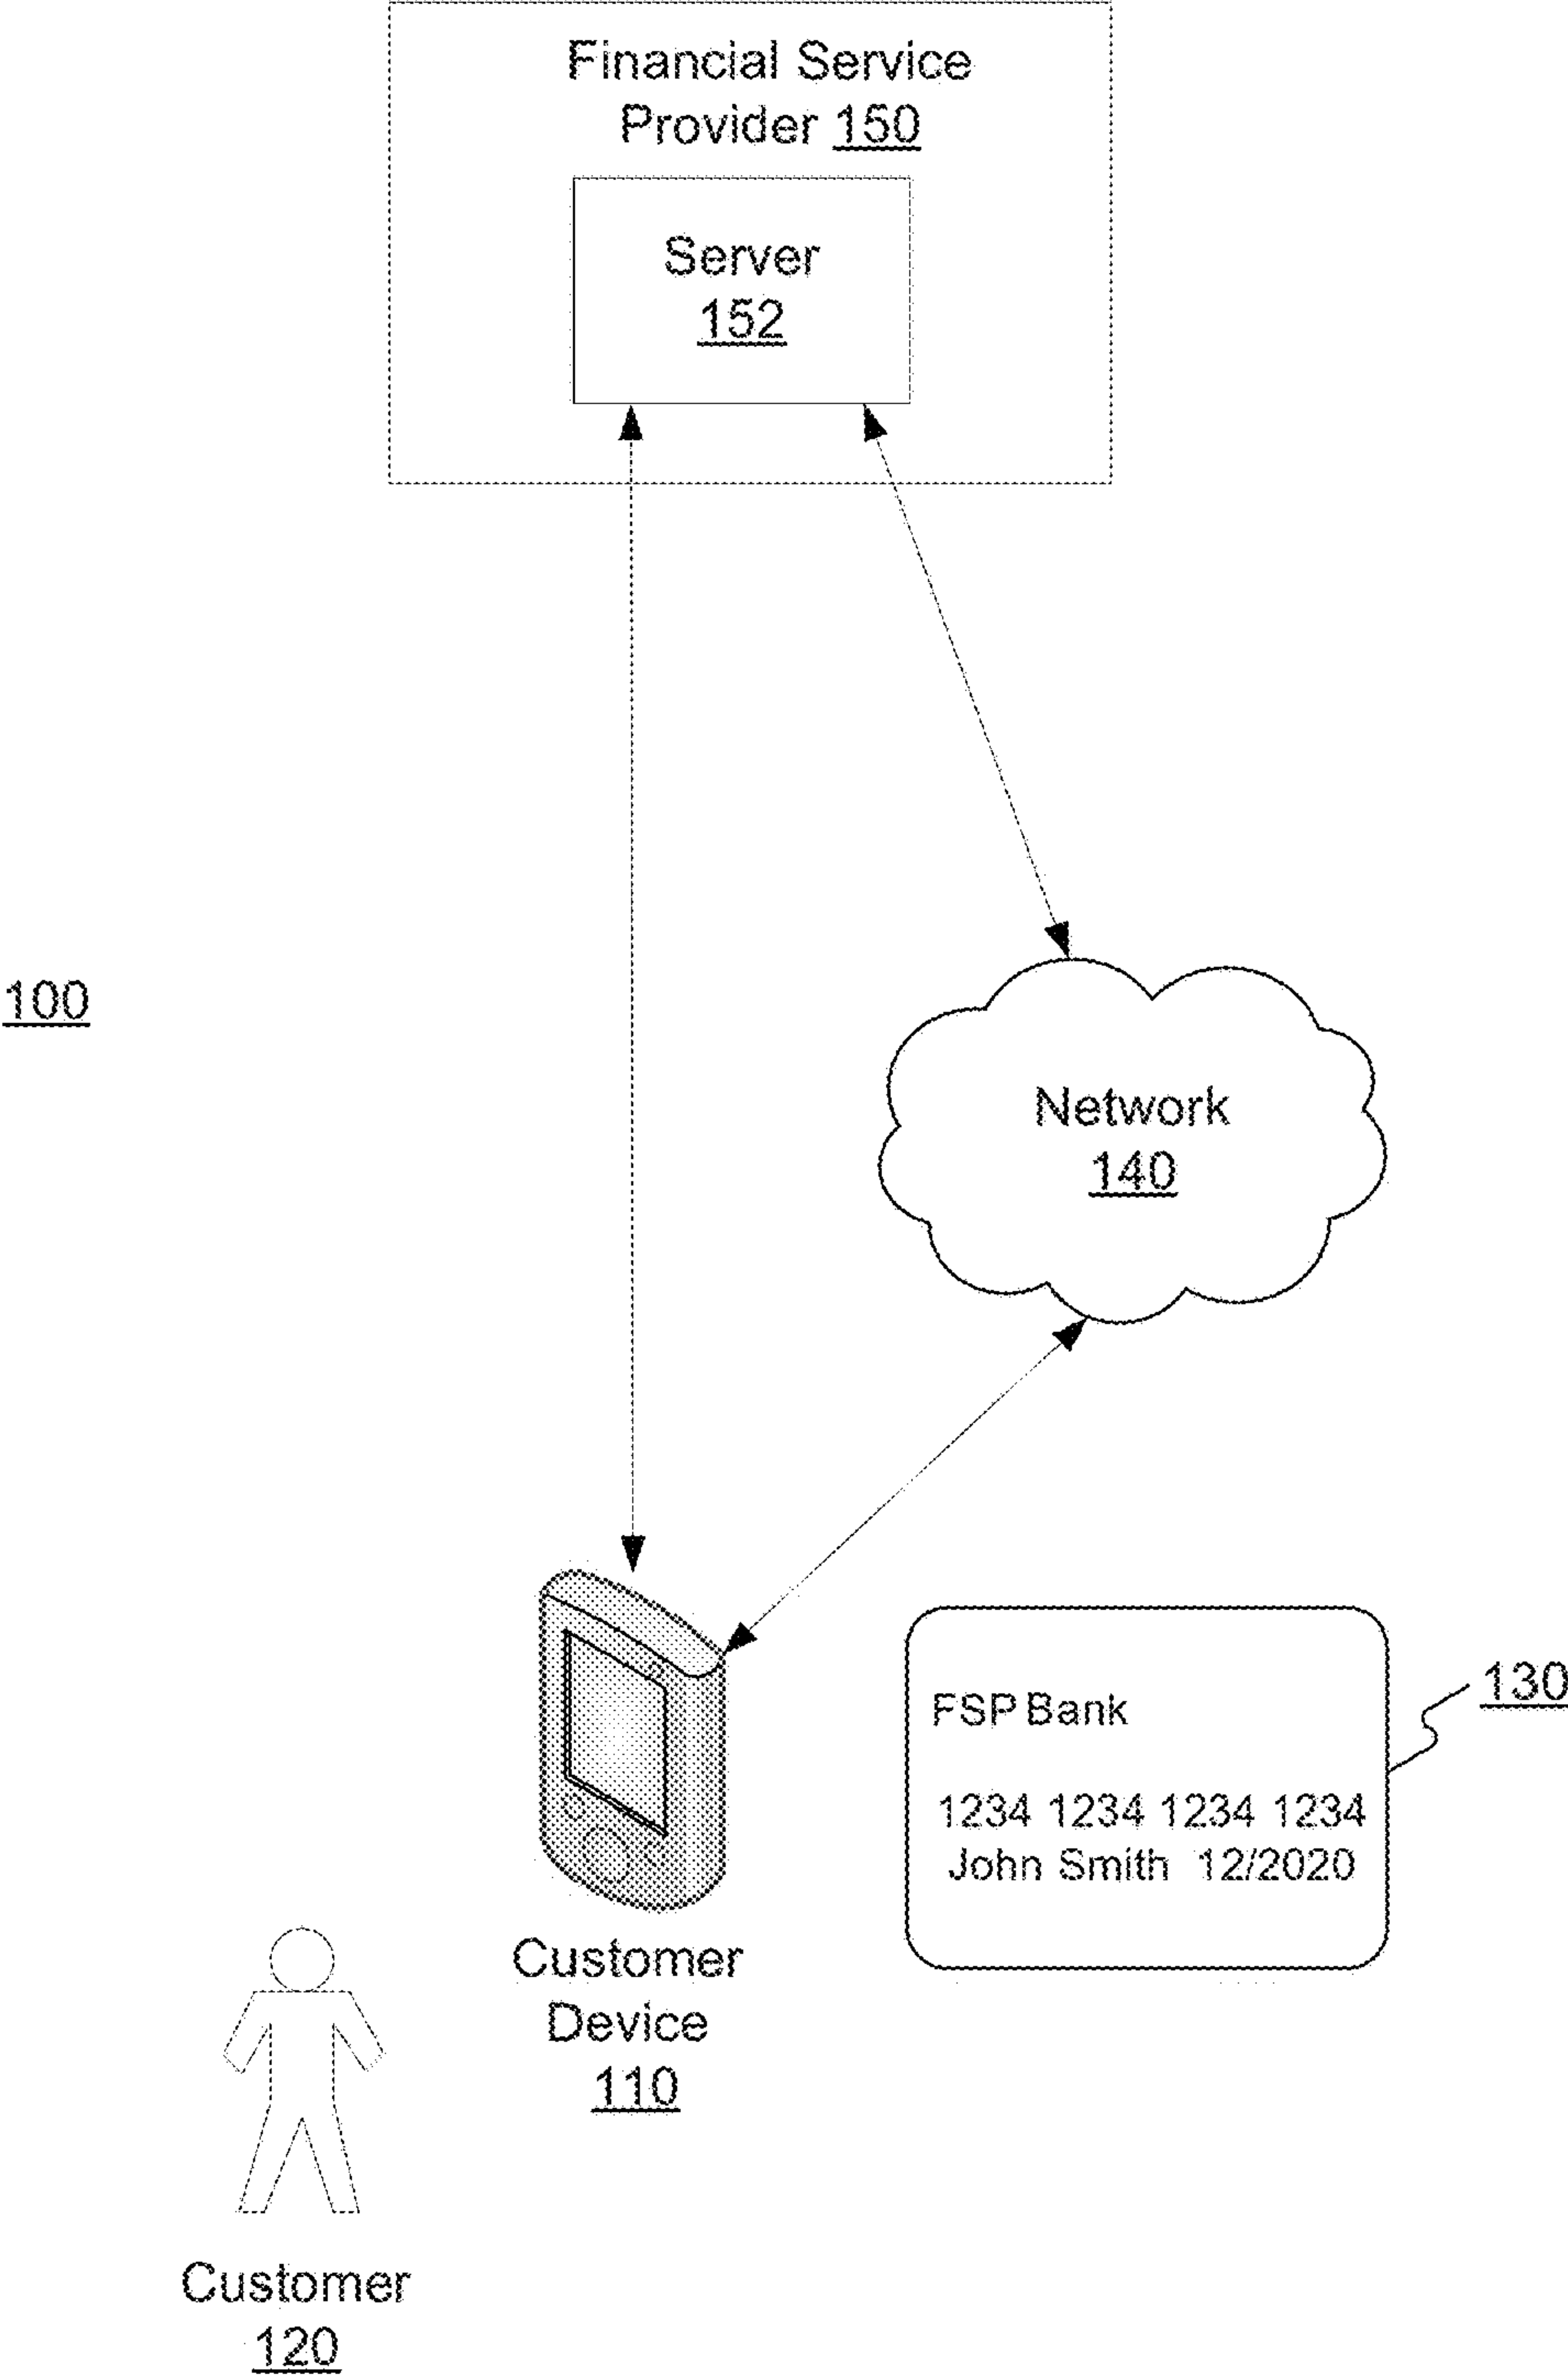 Financial Service
Provider 150
Server
152
100
Network
140
130
FSP Bank
1234 1234 1234 1234
John Smith 12/2020
Customer
Device
110
Customer
120